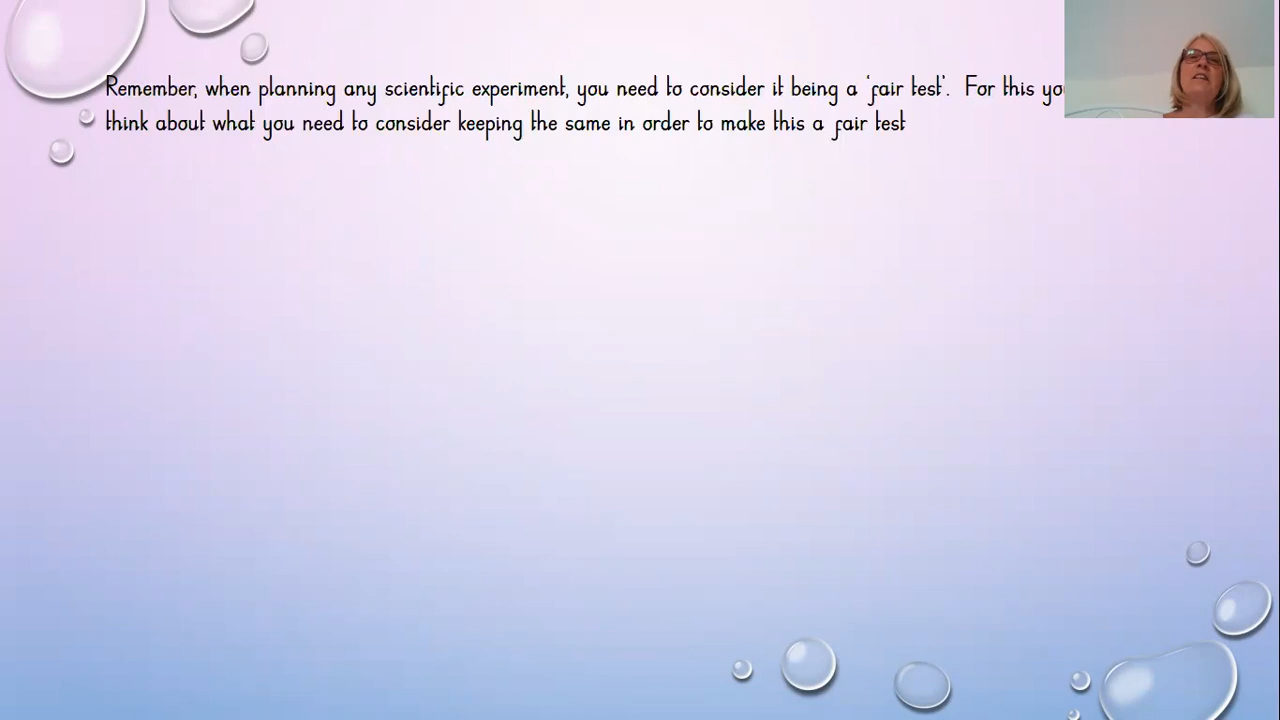 Remember, when planning any scientific experiment, you need to consider it being a ‘fair test’.  For this
think about what you need to consider keeping the same in order to make this a fair test